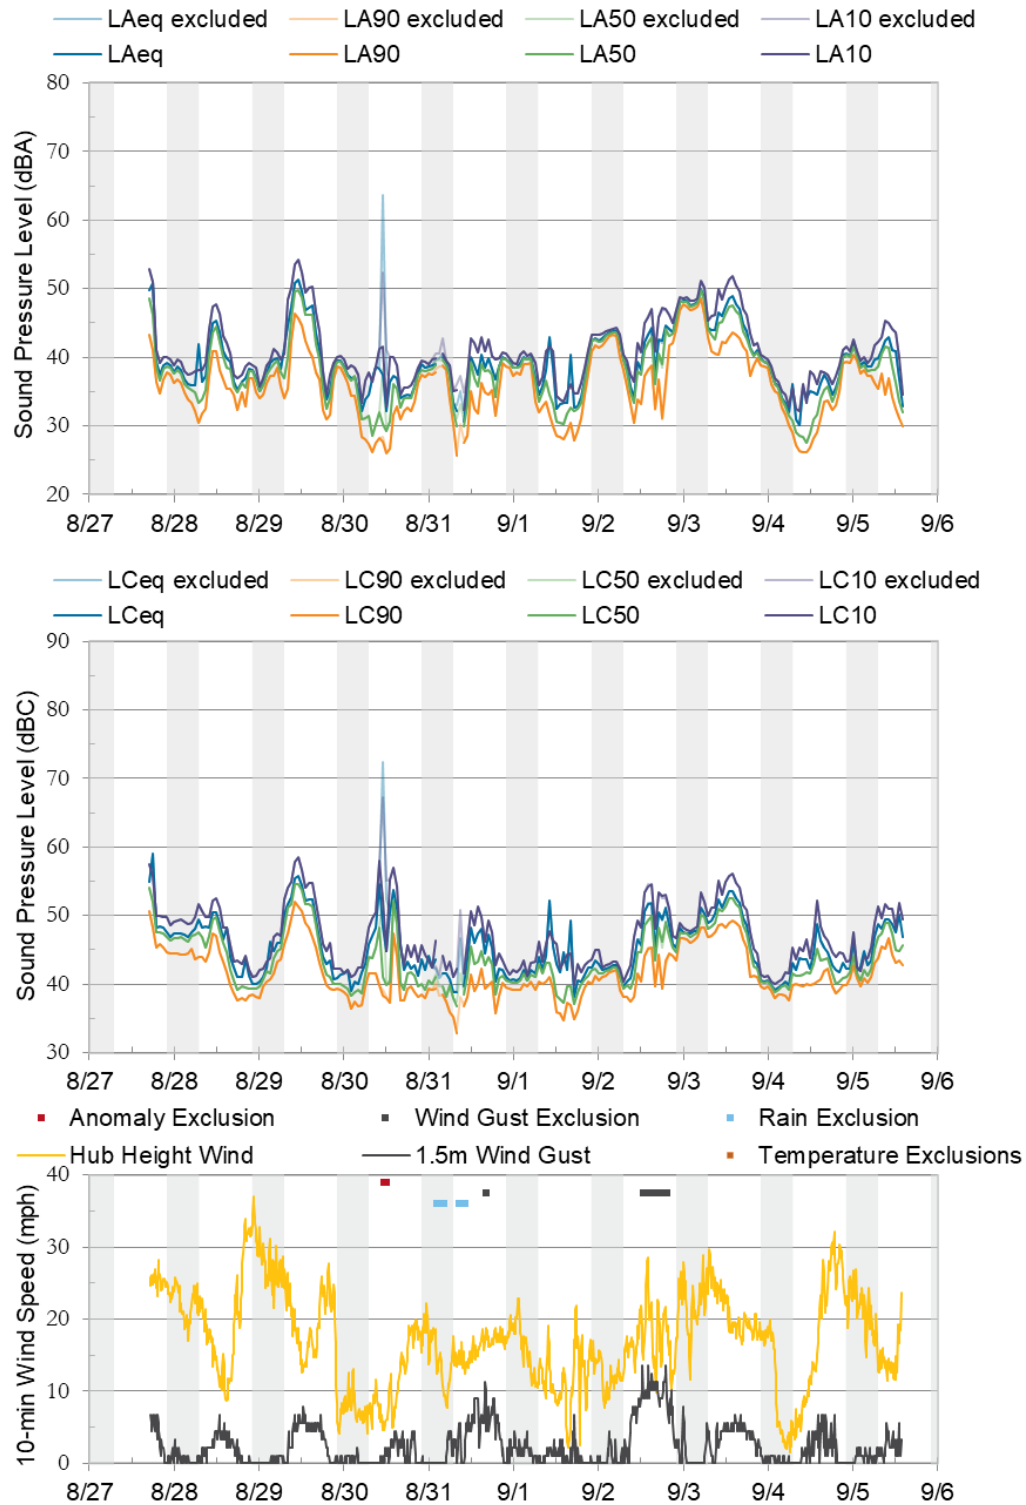 LAeq excluded LA90 excluded LA50 excluded LA10 excluded
LAeq LA90 LA50 LA10
Sound Pressure Level (dBA)
80
70
60
50
40
30
20
8/27 8/28 8/29 8/30 8/31 9/1 9/2 9/3 9/4 9/5 9/6
LCeq excluded LC90 excluded LC50 excluded LC10 excluded
LCeq LC90 LC50 LC10
Sound Pressure Level (dBC)
90
80
70
60
50
40
30
8/27 8/28 8/29 8/30 8/31 9/1 9/2 9/3 9/4 9/5 9/6
Anomaly Exclusion Wind Gust Exclusion Rain Exclusion
Hub Height Wind 1.5m Wind Gust Temperature Exclusions
10-min Wind Speed (mph)
40
30
20
10
0
8/27 8/28 8/29 8/30 8/31 9/1 9/2 9/3 9/4 9/5 9/6